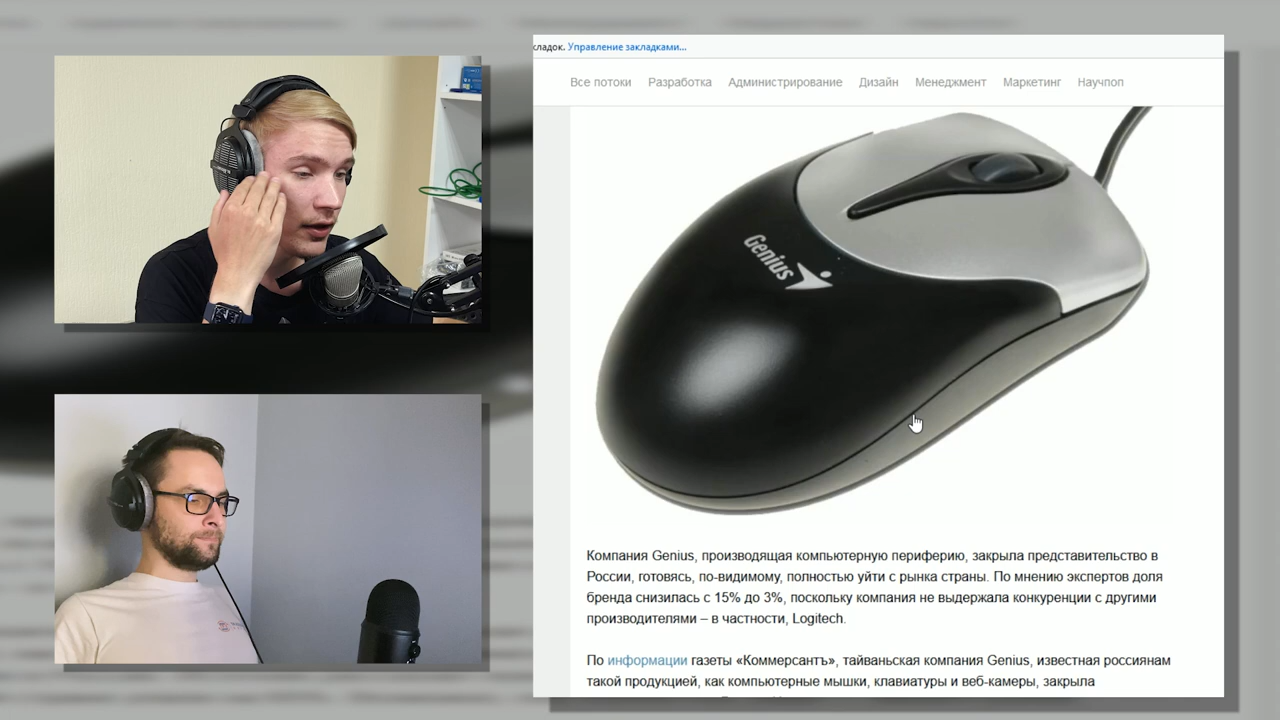 кладок. Управление закладками...
Все потоки Разработка Администрирование Дизайн Менеджмент Маркетинг Научпоп
Genius
Компания Genius, производящая компьютерную периферию, закрыла представительство в
России, готовясь, по-видимому, полностью уйти с рынка страны. По мнению экспертов доля
бренда снизилась с 15% до 3%, поскольку компания не выдержала конкуренции с другими
производителями – в частности, Logitech.
По информации газеты «Коммерсантъ», тайваньская компания Genius, известная россиянам
такой продукцией, как компьютерные мышки, клавиатуры и веб-камеры, закрыла